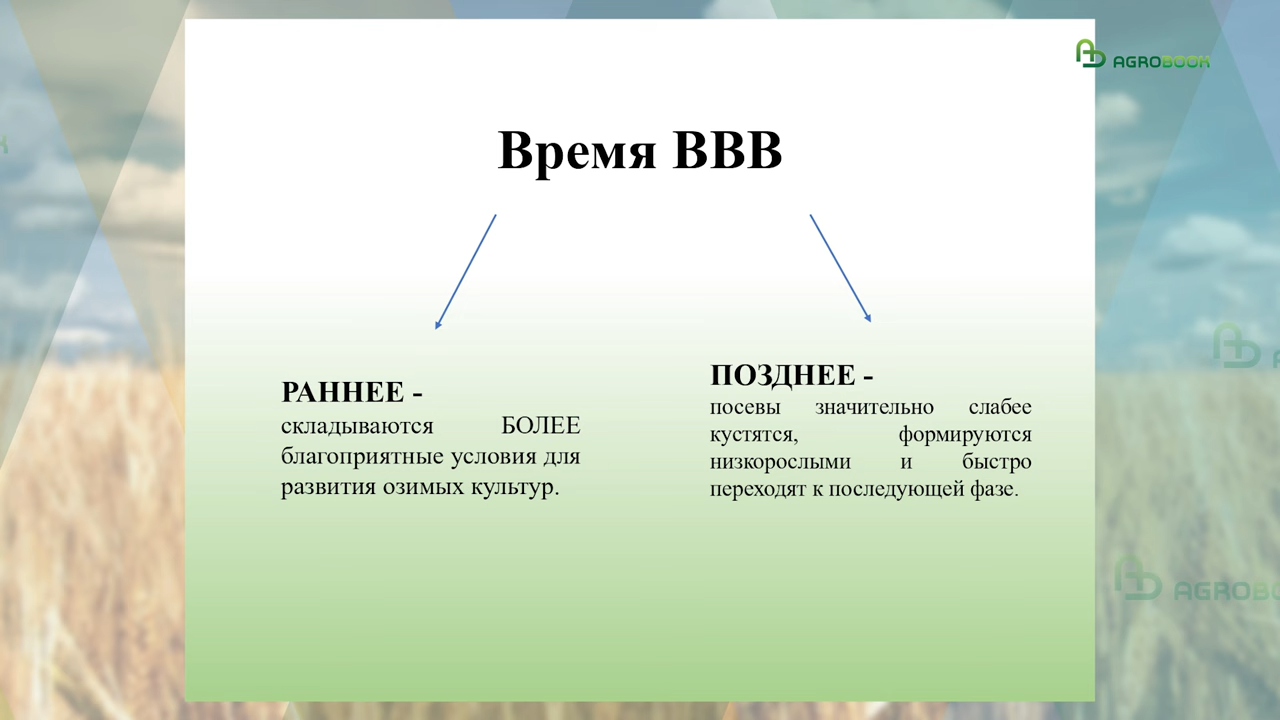 AGROBOOK
Время ВВВ
РАННЕЕ -
складываются БОЛЕЕ
благоприятные условия для
развития озимых культур.
ПОЗДНЕЕ -
посевы значительно слабее
кустятся, формируются
низкорослыми и быстро
переходят к последующей фазе.
AGROBO